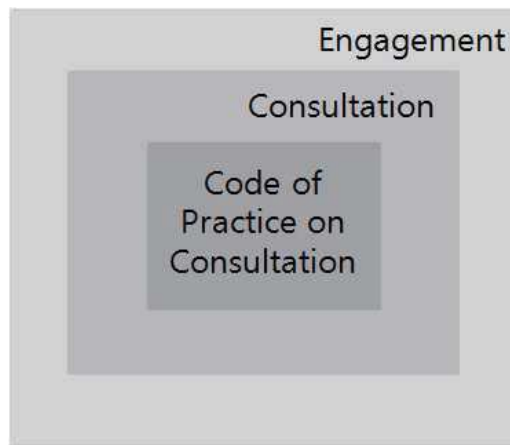 Engagement
Consultation
Code of
Practice on
Consultation